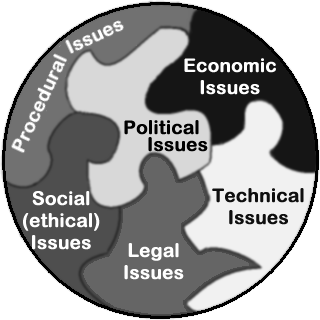 Procedural Issues
Economic
Issues
Political
Issues
Social
(ethical)
Issues
Technical
Issues
Legal
Issues